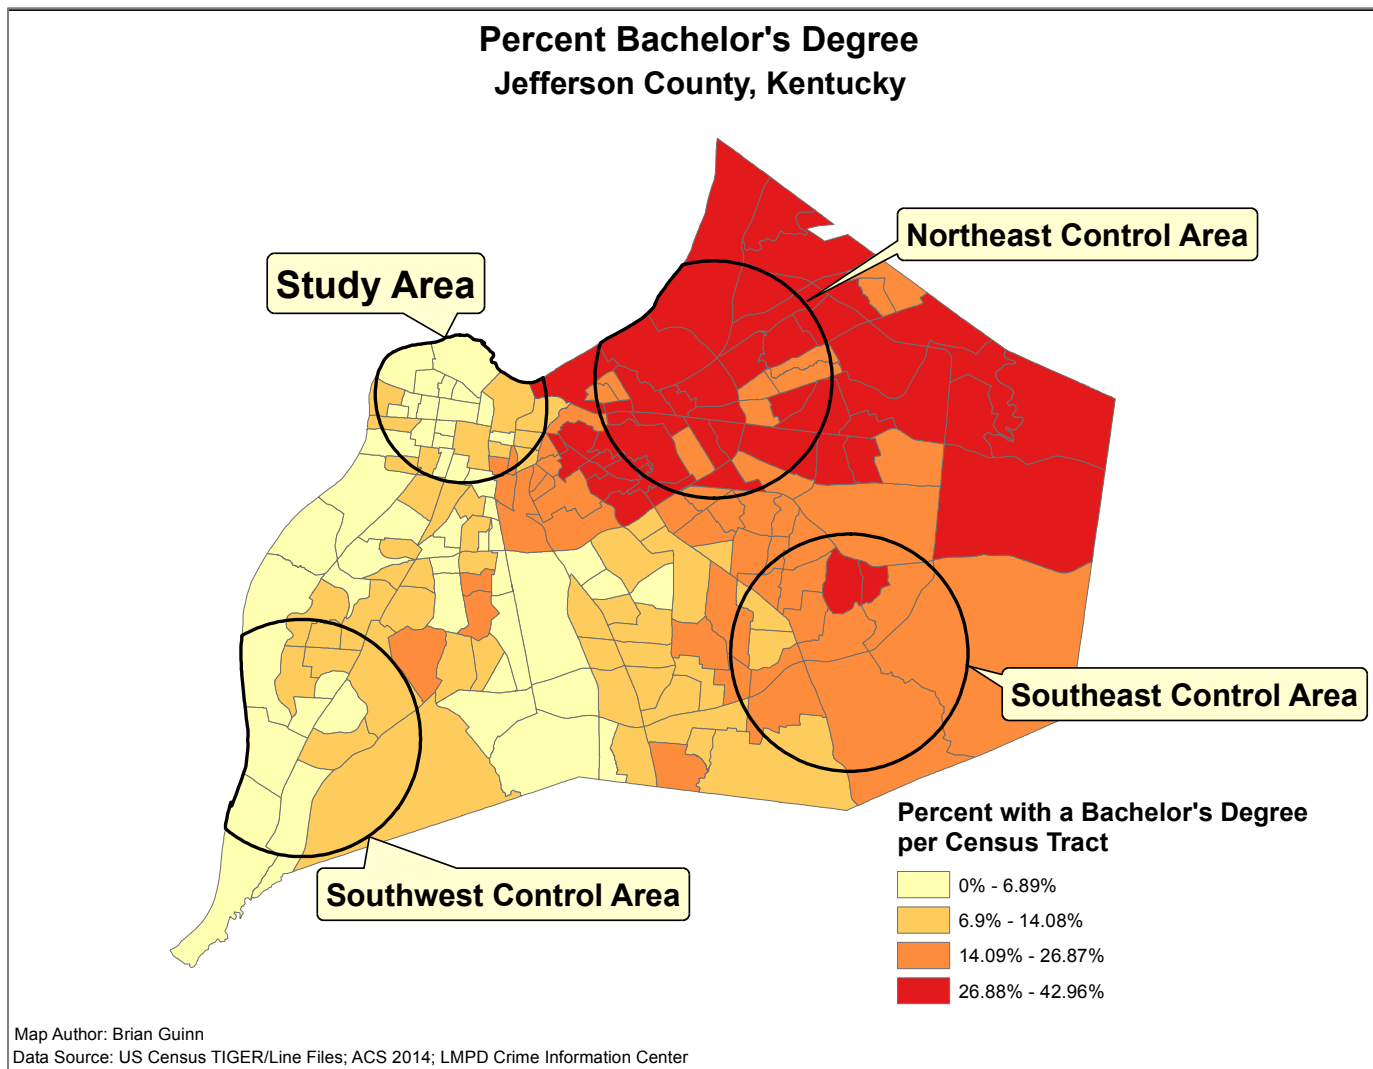 Percent Bachelor's Degree
Jefferson County, Kentucky
Northeast Control Area
Study Area
Southeast Control Area
Southwest Control Area
Percent with a Bachelor's Degree
per Census Tract
0% - 6.89%
6.9% - 14.08%
14.09% - 26.87%
26.88% - 42.96%
Map Author: Brian Guinn
Data Source: US Census TIGER/Line Files; ACS 2014; LMPD Crime Information Center